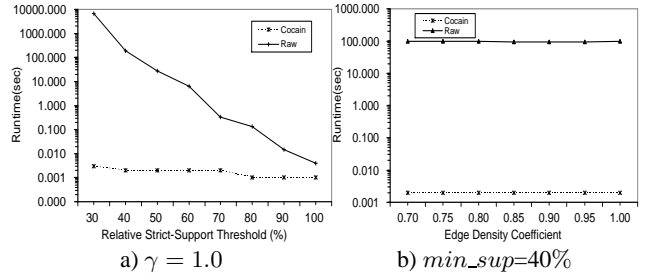 10000.000
1000.000
100.000
10.000
1.000
0.100
0.010
0.001
0.000
Runtime(sec)
Cocain
Raw
30 40 50 60 70 80 90 100
Relative Strict-Support Threshold (%)
a) γ = 1.0
1000.000
100.000
10.000
1.000
0.100
0.010
0.001
Runtime(sec)
Cocain
Raw
0.70 0.75 0.80 0.85 0.90 0.95 1.00
Edge Density Coefficient
b) min_sup=40%